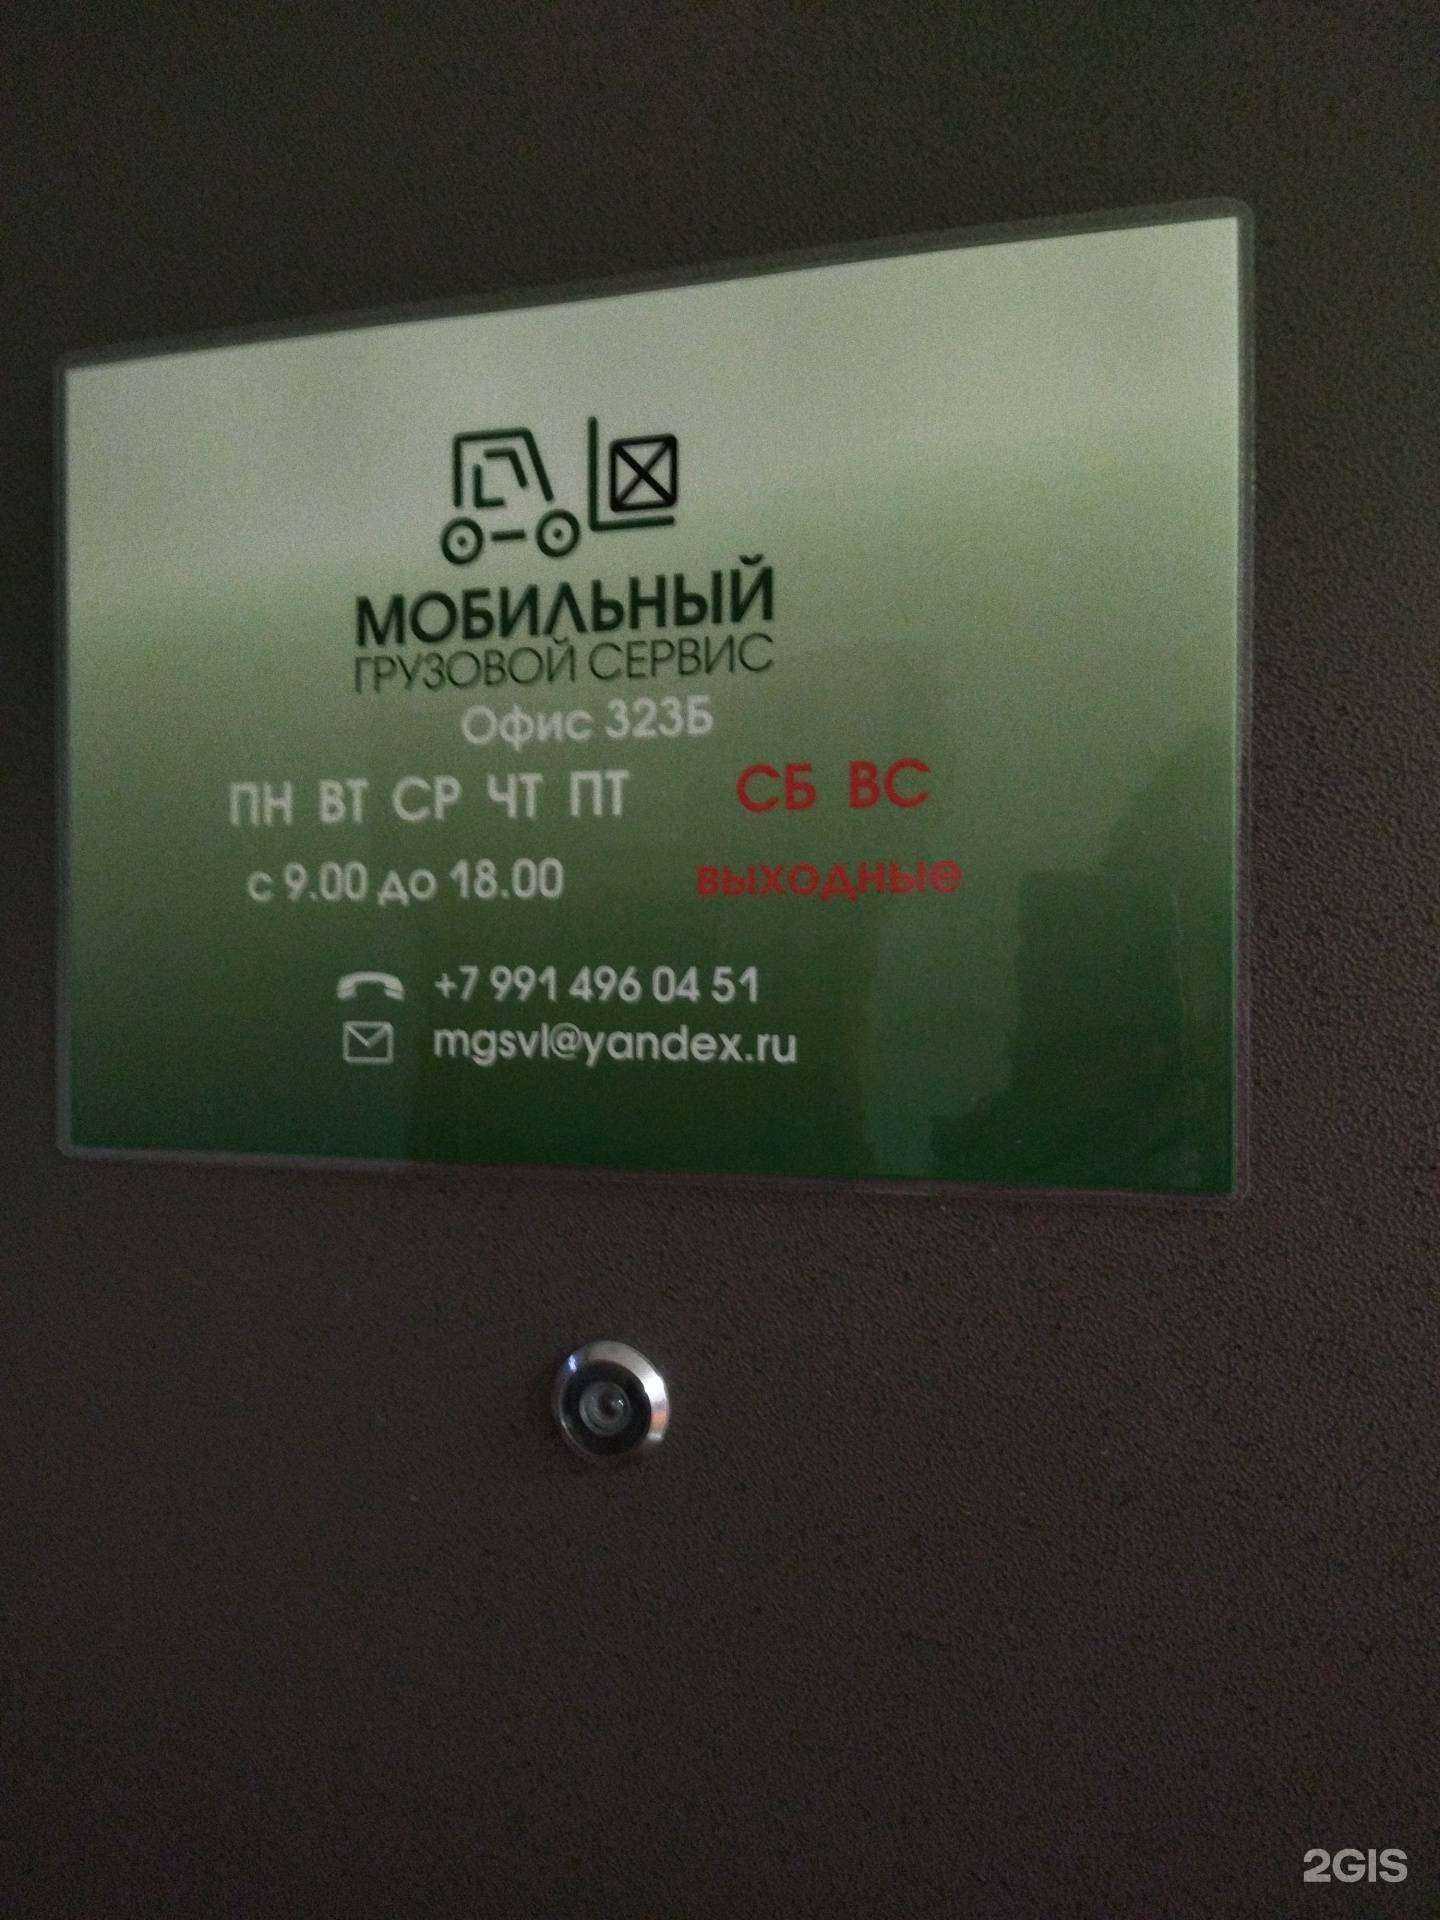 МОБИЛЬНЫЙ
ГРУЗОВОЙ СЕРВИС
Офис 323Б
ПН ВТ СР ЧТ ПТ СБ ВС
с 9.00 до 18.00 выходные
+7 991 496 04 51
mgsvl@yandex.ru
2GIS